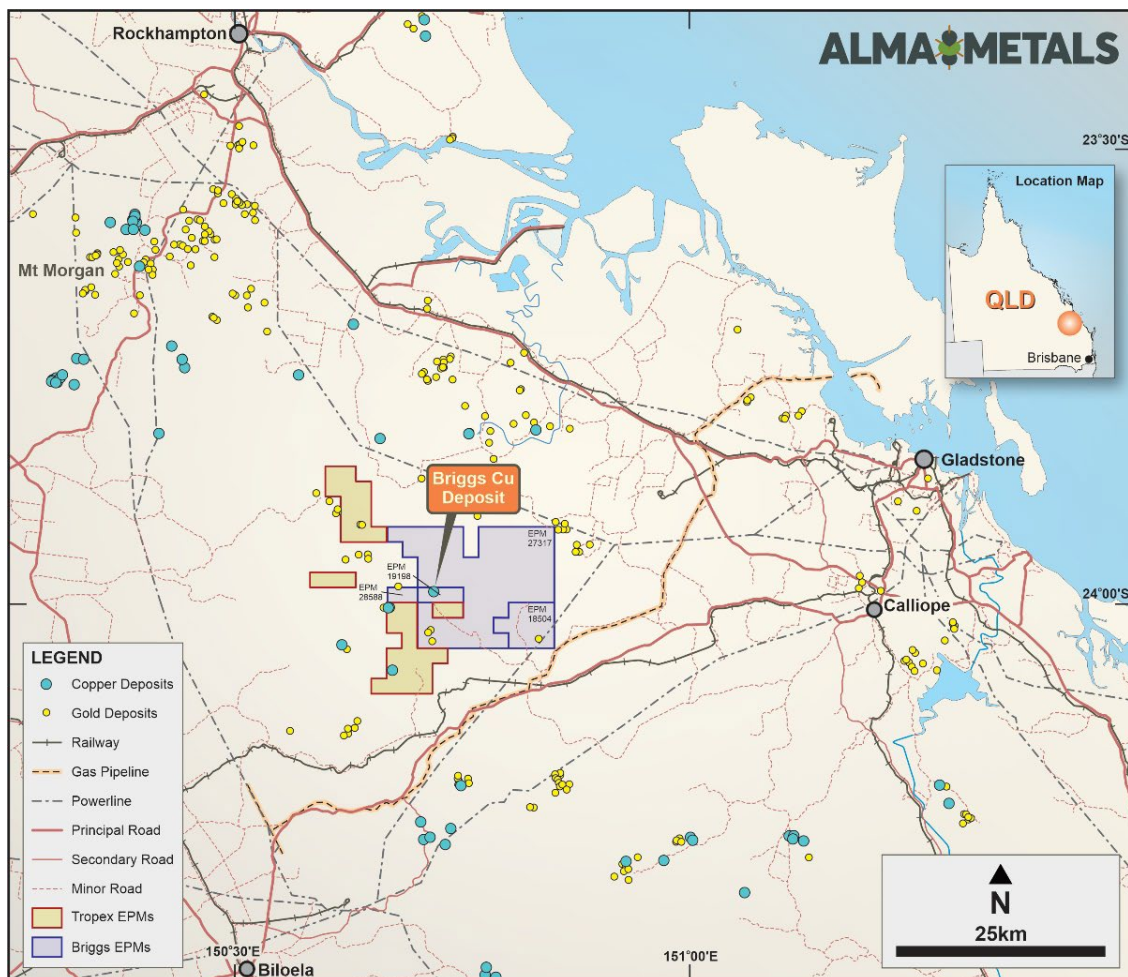 Rockhampton
ALMA METALS
23°30'S
Location Map
QLD
Brisbane
Mt Morgan
Gladstone
Briggs Cu
Deposit
EPM
27317
EPM
19198
EPM
28588
EPM
18504
24°00'S
Calliope
LEGEND
Copper Deposits
Gold Deposits
Railway
Gas Pipeline
Powerline
Principal Road
Secondary Road
Minor Road
Tropex EPMs
Briggs EPMs
N
25km
150°30'E
Biloela
151°00'E